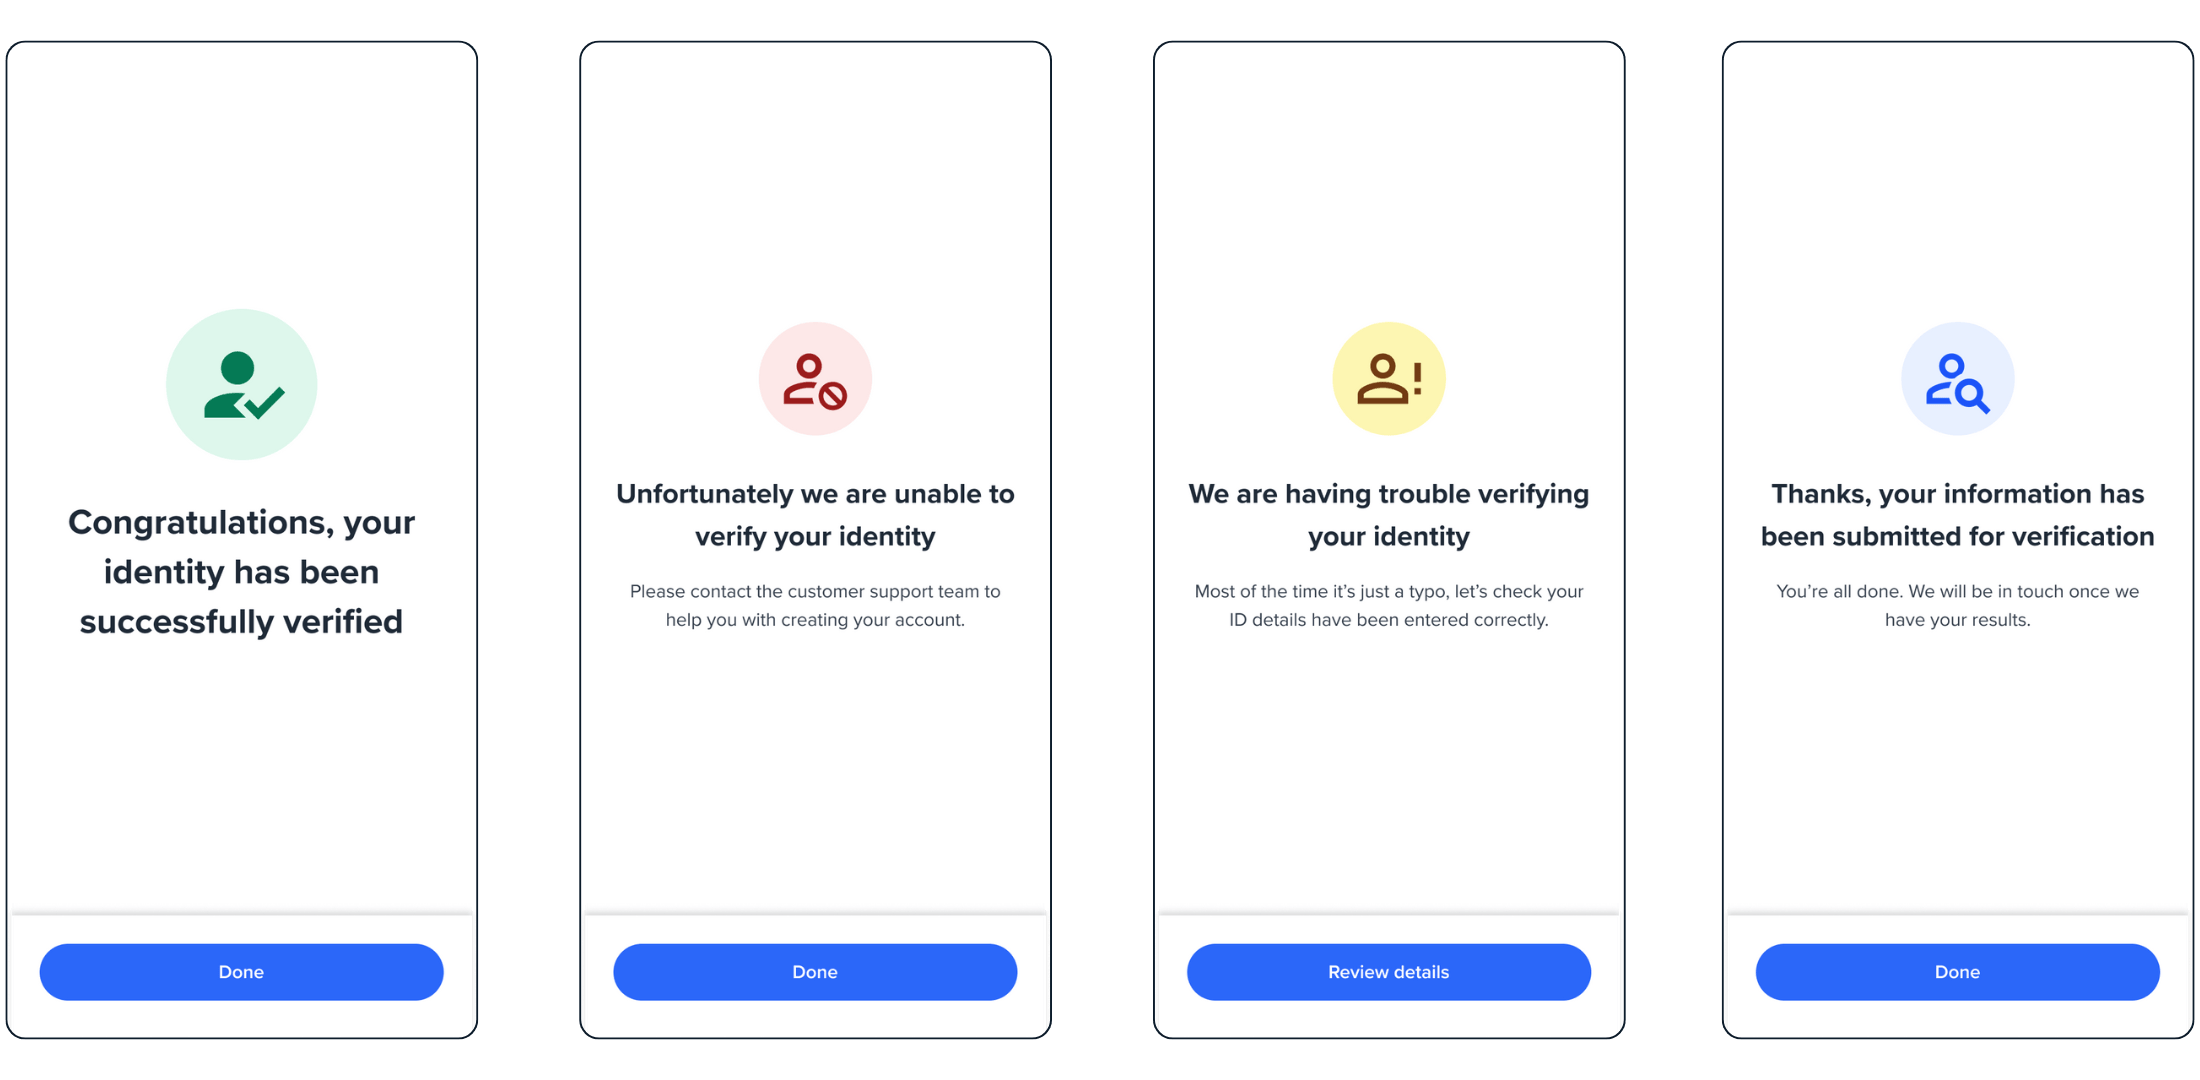 Congratulations, your
identity has been
successfully verified
Done
Unfortunately we are unable to
verify your identity
Please contact the customer support team to
help you with creating your account.
Done
We are having trouble verifying
your identity
Most of the time it’s just a typo, let’s check your
ID details have been entered correctly.
Review details
Thanks, your information has
been submitted for verification
You’re all done. We will be in touch once we
have your results.
Done